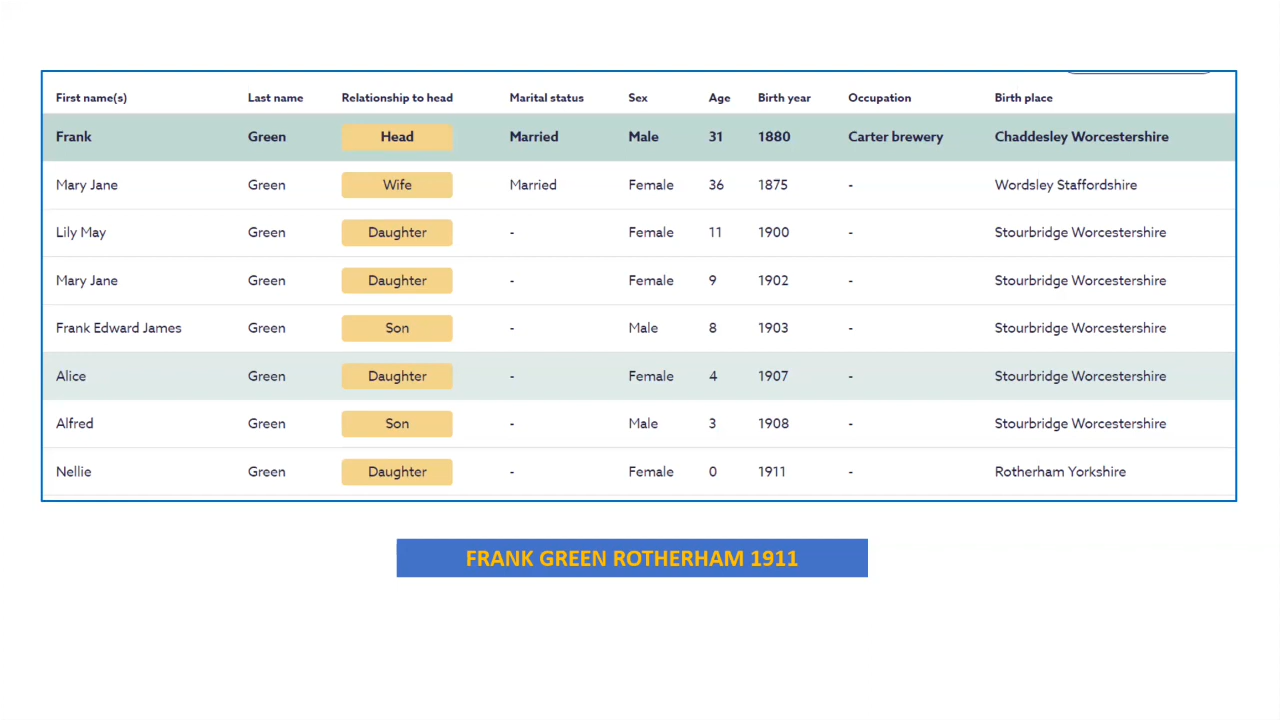 First name(s) Last name Relationship to head Marital status Sex Age Birth year Occupation Birth place
Frank Green Head Married Male 31 1880 Carter brewery Chaddesley Worcestershire
Mary Jane Green Wife Married Female 36 1875 - Wordsley Staffordshire
Lily May Green Daughter - Female 11 1900 - Stourbridge Worcestershire
Mary Jane Green Daughter - Female 9 1902 - Stourbridge Worcestershire
Frank Edward James Green Son - Male 8 1903 - Stourbridge Worcestershire
Alice Green Daughter - Female 4 1907 - Stourbridge Worcestershire
Alfred Green Son - Male 3 1908 - Stourbridge Worcestershire
Nellie Green Daughter - Female 0 1911 - Rotherham Yorkshire
FRANK GREEN ROTHERHAM 1911